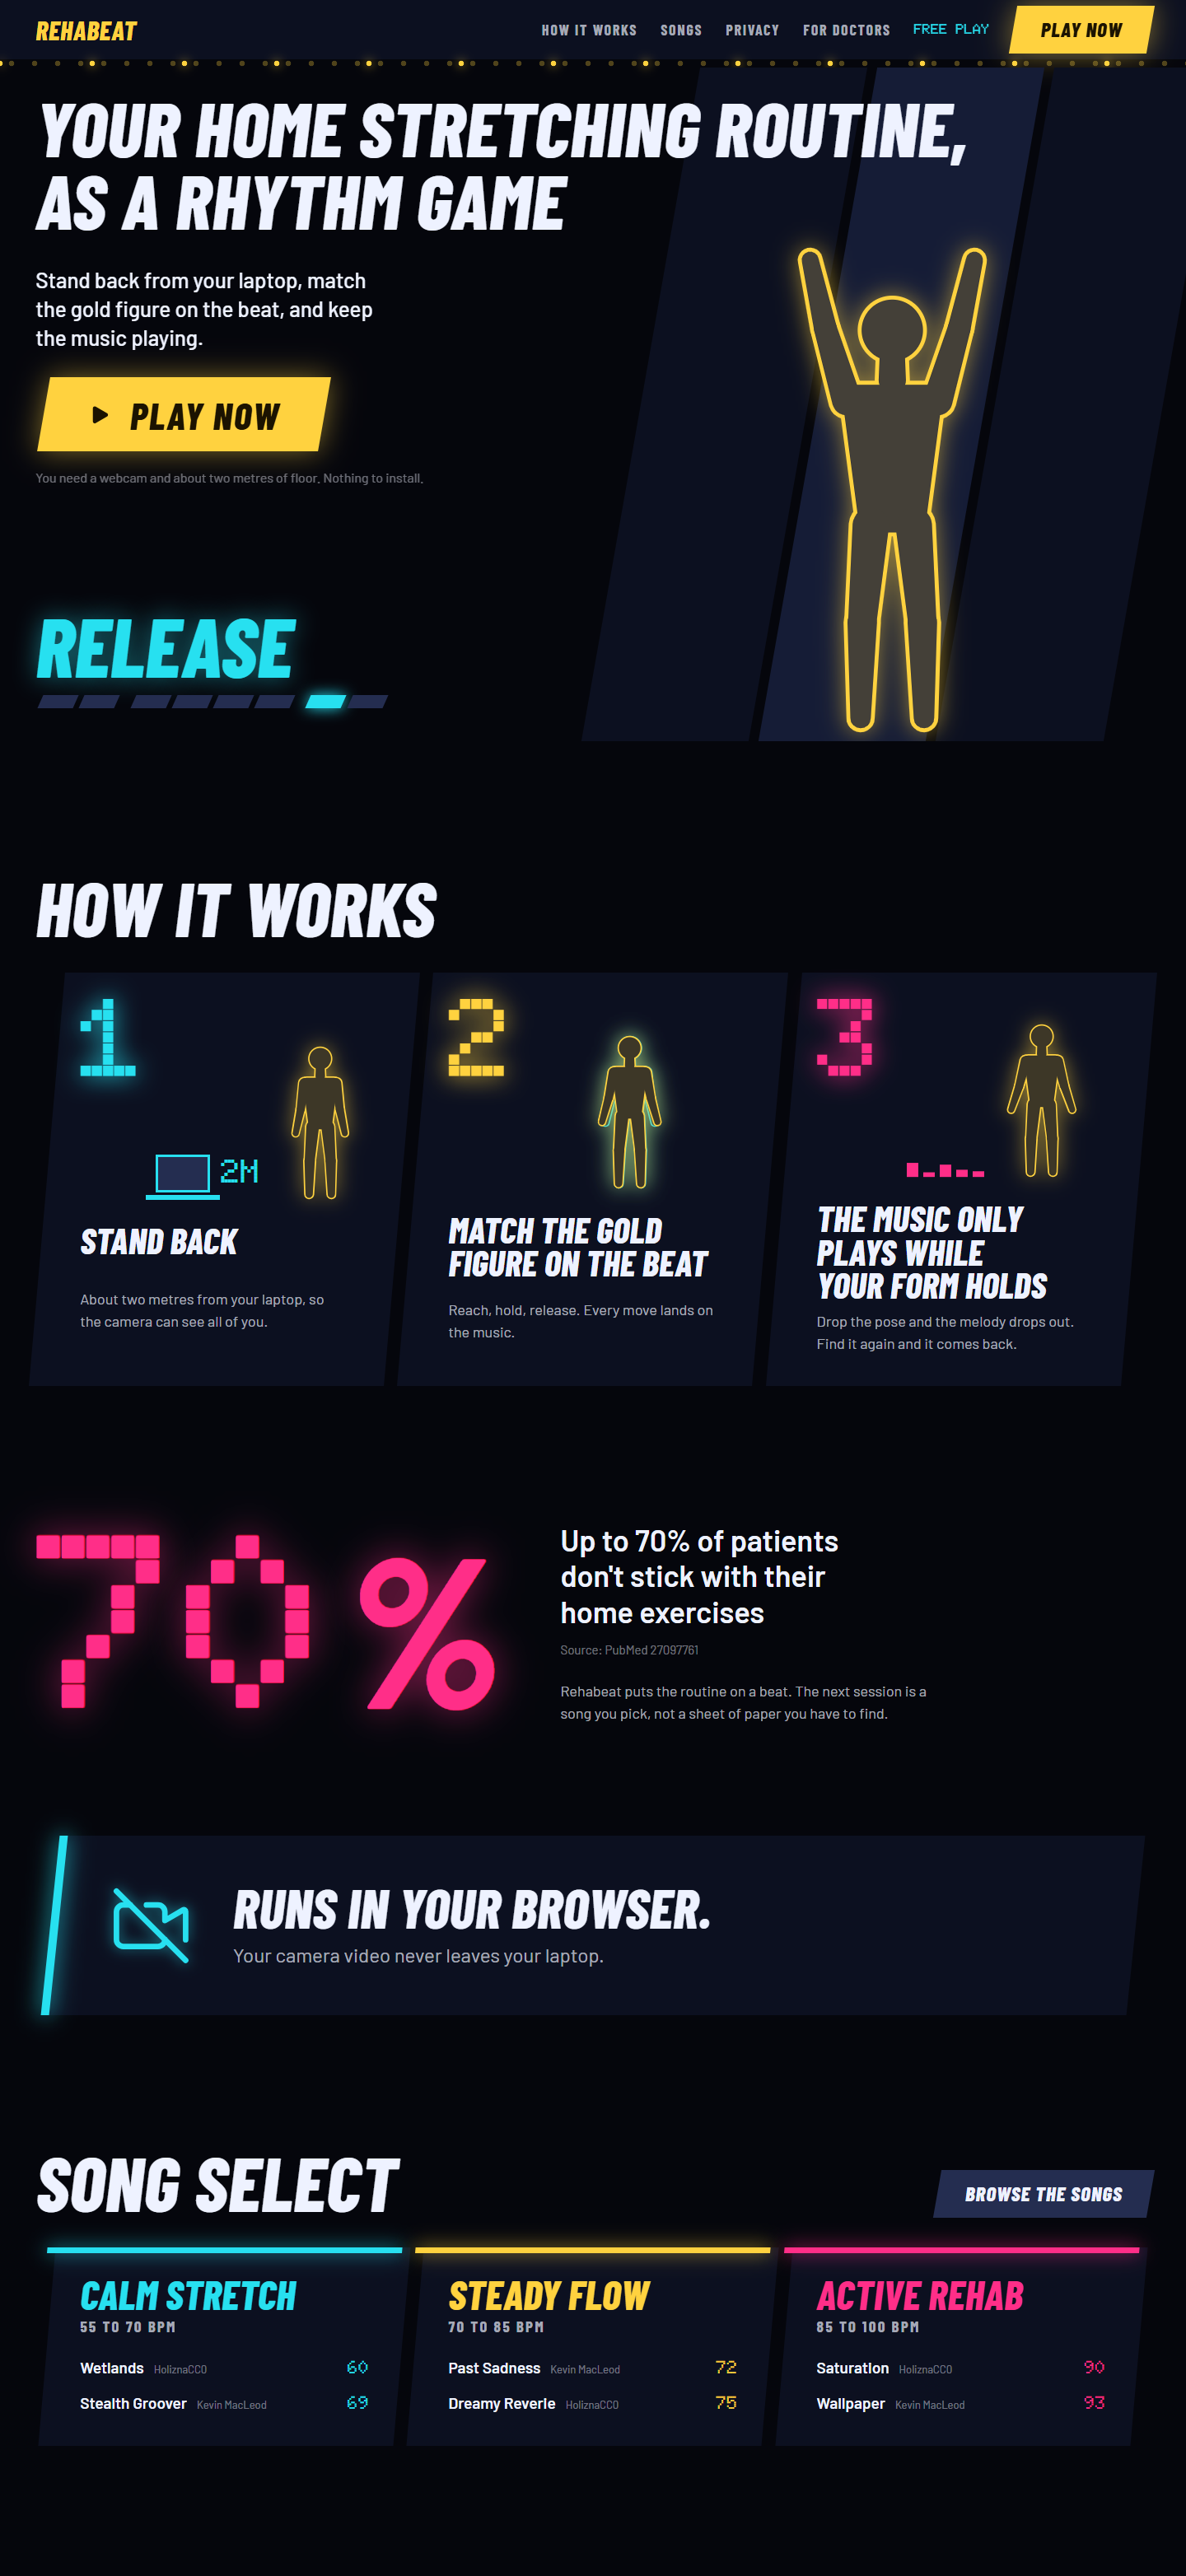 REHABEAT
HOW IT WORKS SONGS PRIVACY FOR DOCTORS FREE PLAY PLAY NOW
YOUR HOME STRETCHING ROUTINE,
AS A RHYTHM GAME
Stand back from your laptop, match
the gold figure on the beat, and keep
the music playing.
PLAY NOW
You need a webcam and about two metres of floor. Nothing to install.
RELEASE
HOW IT WORKS
1
2M
STAND BACK
About two metres from your laptop, so
the camera can see all of you.
2
MATCH THE GOLD
FIGURE ON THE BEAT
Reach, hold, release. Every move lands on
the music.
3
THE MUSIC ONLY
PLAYS WHILE
YOUR FORM HOLDS
Drop the pose and the melody drops out.
Find it again and it comes back.
70%
Up to 70% of patients
don't stick with their
home exercises
Source: PubMed 27097761
Rehabeat puts the routine on a beat. The next session is a
song you pick, not a sheet of paper you have to find.
RUNS IN YOUR BROWSER.
Your camera video never leaves your laptop.
SONG SELECT
BROWSE THE SONGS
CALM STRETCH
55 TO 70 BPM
Wetlands HoliznaCC0 60
Stealth Groover Kevin MacLeod 69
STEADY FLOW
70 TO 85 BPM
Past Sadness Kevin MacLeod 72
Dreamy Reverie HoliznaCC0 75
ACTIVE REHAB
85 TO 100 BPM
Saturation HoliznaCC0 90
Wallpaper Kevin MacLeod 93